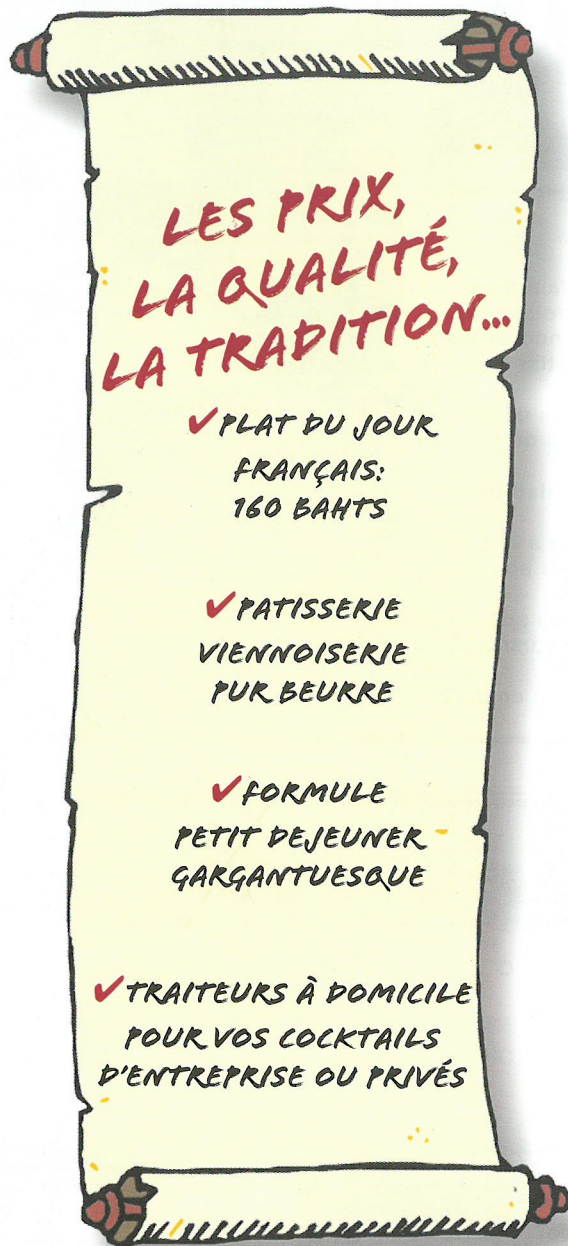 LES PRIX,
LA QUALITÉ,
LA TRADITION...
✔ PLAT DU JOUR
FRANÇAIS:
160 BAHTS
✔ PATISSERIE
VIENNOISERIE
PUR BEURRE
✔ FORMULE
PETIT DEJEUNER
GARGANTUESQUE
✔ TRAITEURS À DOMICILE
POUR VOS COCKTAILS
D'ENTREPRISE OU PRIVÉS